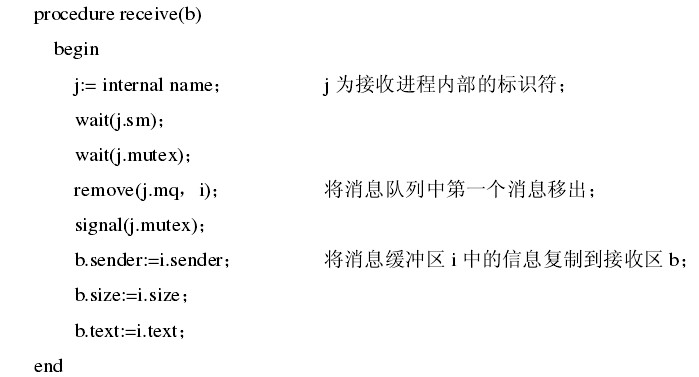 procedure receive(b)
begin
j:= internal name； j 为接收进程内部的标识符；
wait(j.sm)；
wait(j.mutex)；
remove(j.mq，i)； 将消息队列中第一个消息移出；
signal(j.mutex)；
b.sender:=i.sender； 将消息缓冲区 i 中的信息复制到接收区 b；
b.size:=i.size；
b.text:=i.text；
end